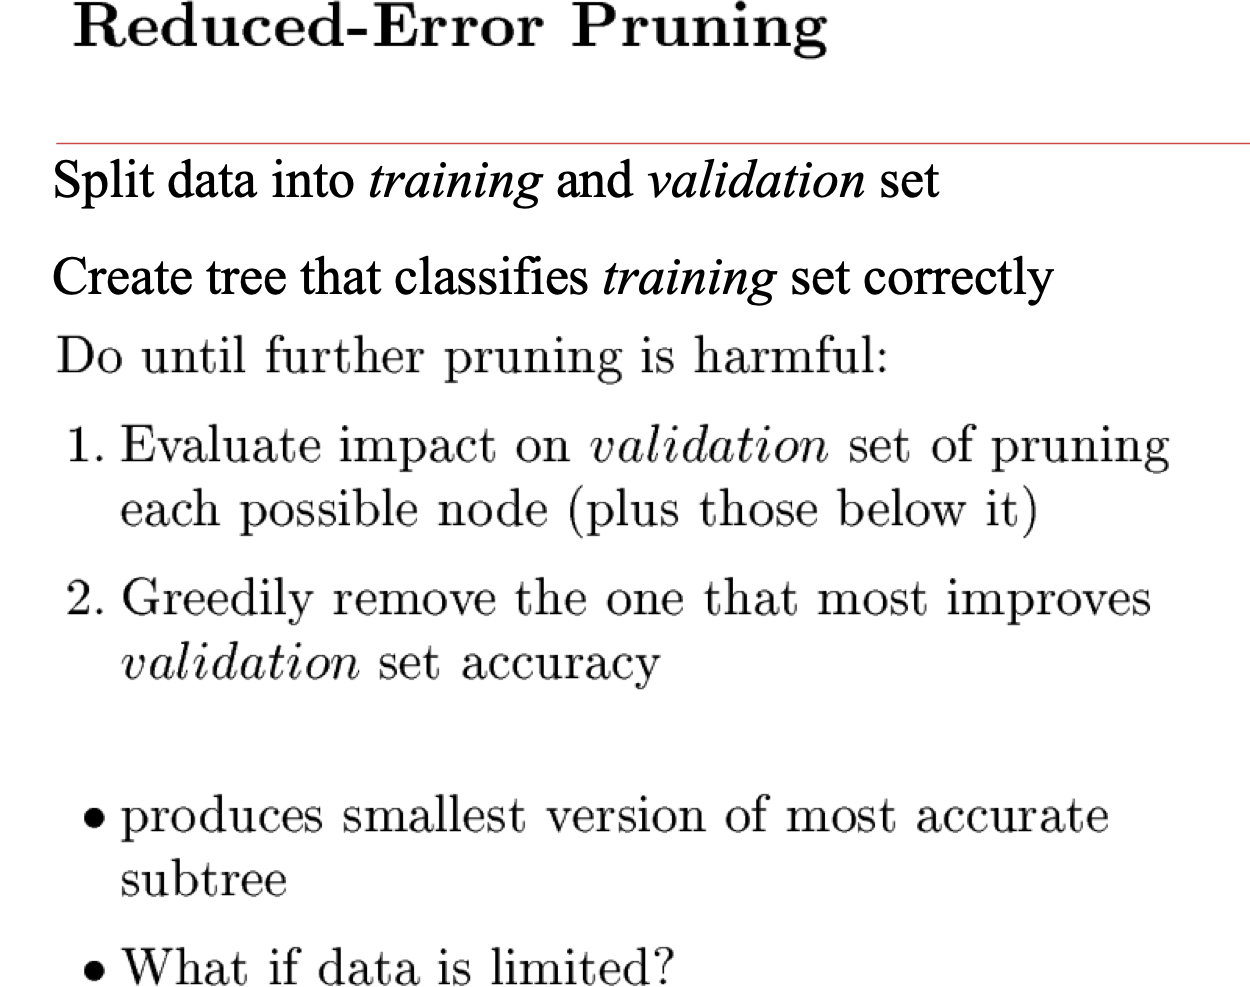 Reduced-Error Pruning
Split data into training and validation set
Create tree that classifies training set correctly
Do until further pruning is harmful:
1. Evaluate impact on validation set of pruning
each possible node (plus those below it)
2. Greedily remove the one that most improves
validation set accuracy
• produces smallest version of most accurate
subtree
• What if data is limited?